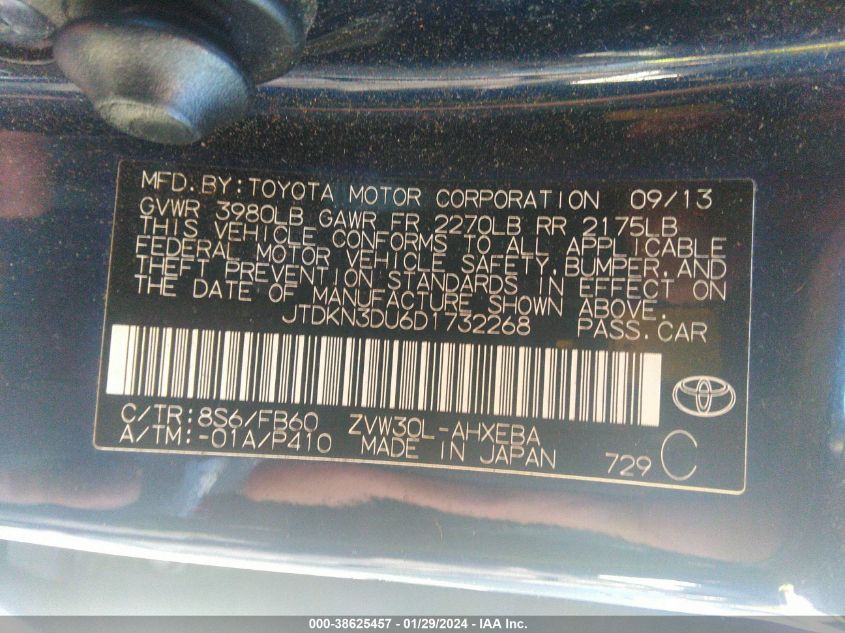 MFD. BY: TOYOTA MOTOR CORPORATION 09/13
GVWR 3980LB GAWR FR 2270LB RR 2175LB
THIS VEHICLE CONFORMS TO ALL APPLICABLE
FEDERAL MOTOR VEHICLE SAFETY, BUMPER, AND
THEFT PREVENTION STANDARDS IN EFFECT ON
THE DATE OF MANUFACTURE SHOWN ABOVE.
JTDKN3DU6D1732268 PASS. CAR
C/TR: 8S6/FB60 ZVW30L-AHXEBA
A/TM: -01A/P410 MADE IN JAPAN 729 C
000-38625457 - 01/29/2024 - IAA Inc.